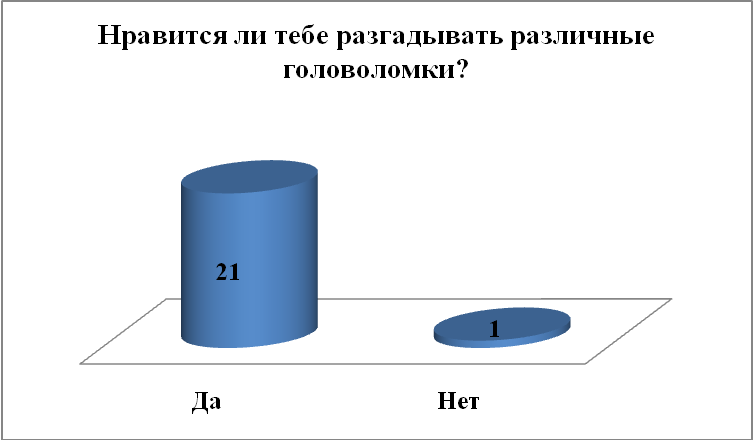 Нравится ли тебе разгадывать различные
головоломки?
21
1
Да
Нет